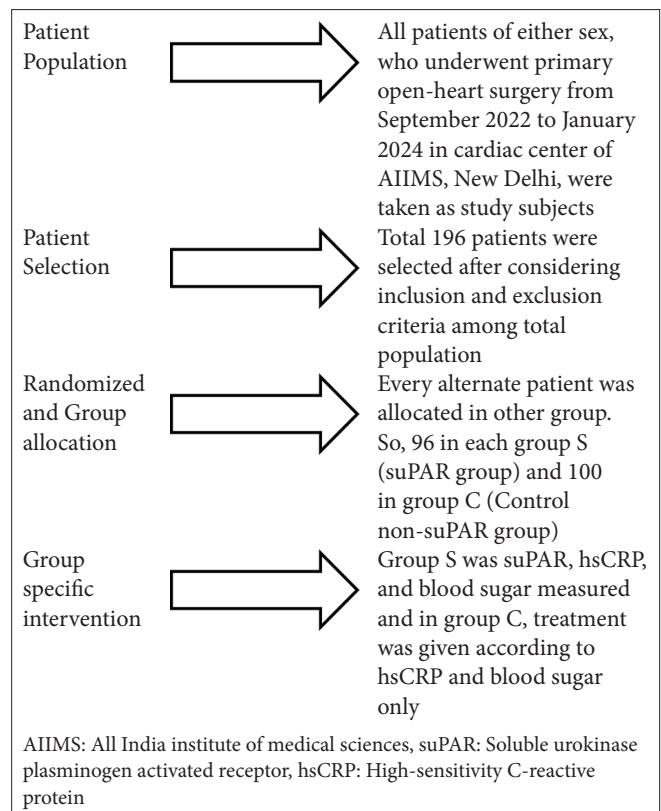 Patient
Population
All patients of either sex,
who underwent primary
open-heart surgery from
September 2022 to January
2024 in cardiac center of
AIIMS, New Delhi, were
taken as study subjects
Patient
Selection
Total 196 patients were
selected after considering
inclusion and exclusion
criteria among total
population
Randomized
and Group
allocation
Every alternate patient was
allocated in other group.
So, 96 in each group S
(suPAR group) and 100
in group C (Control
non-suPAR group)
Group
specific
intervention
Group S was suPAR, hsCRP,
and blood sugar measured
and in group C, treatment
was given according to
hsCRP and blood sugar
only
AIIMS: All India institute of medical sciences, suPAR: Soluble urokinase
plasminogen activated receptor, hsCRP: High-sensitivity C-reactive
protein